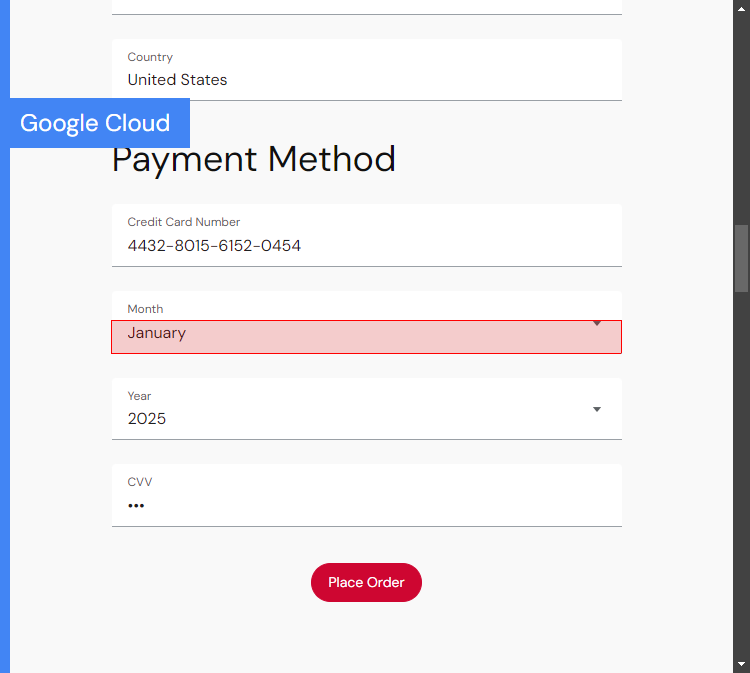 Country
United States
Google Cloud
Payment Method
Credit Card Number
4432-8015-6152-0454
Month
January
Year
2025
CVV
•••
Place Order